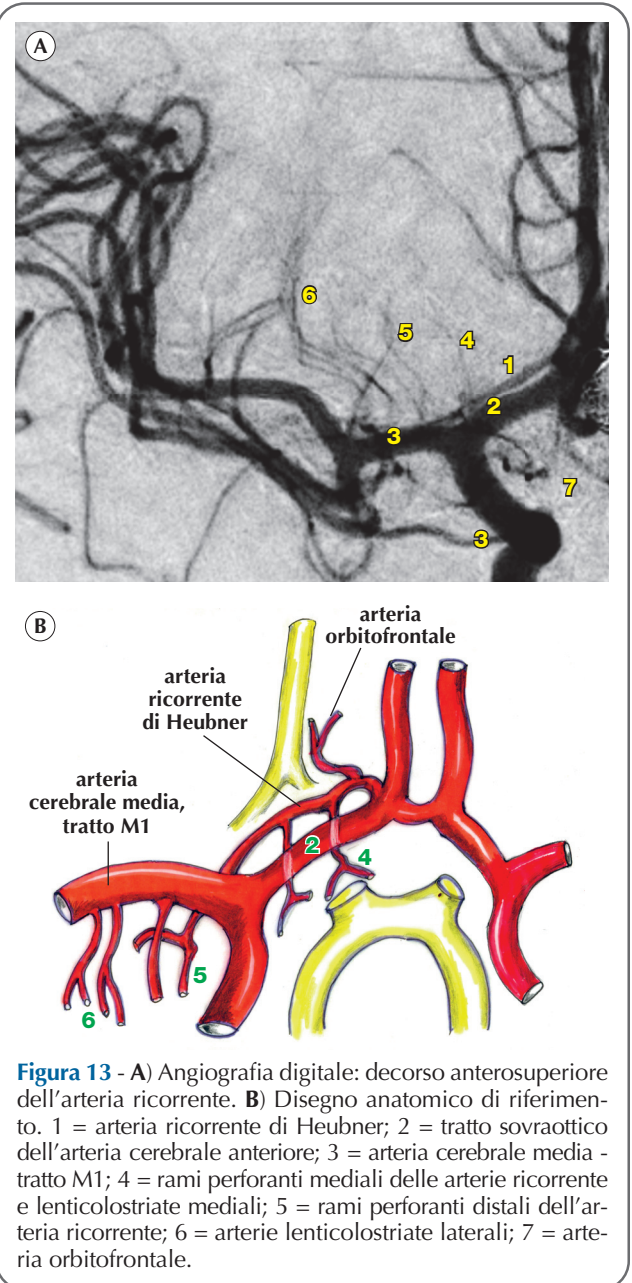 A
6
5
4
1
2
3
7
3
B
arteria
orbitofrontale
arteria
ricorrente
di Heubner
arteria
cerebrale media,
tratto M1
2
4
5
6
Figura 13 - A) Angiografia digitale: decorso anterosuperiore
dell'arteria ricorrente. B) Disegno anatomico di riferimen-
to. 1 = arteria ricorrente di Heubner; 2 = tratto sovraottico
dell'arteria cerebrale anteriore; 3 = arteria cerebrale media -
tratto M1; 4 = rami perforanti mediali delle arterie ricorrente
e lenticolostriate mediali; 5 = rami perforanti distali dell'ar-
teria ricorrente; 6 = arterie lenticolostriate laterali; 7 = arte-
ria orbitofrontale.